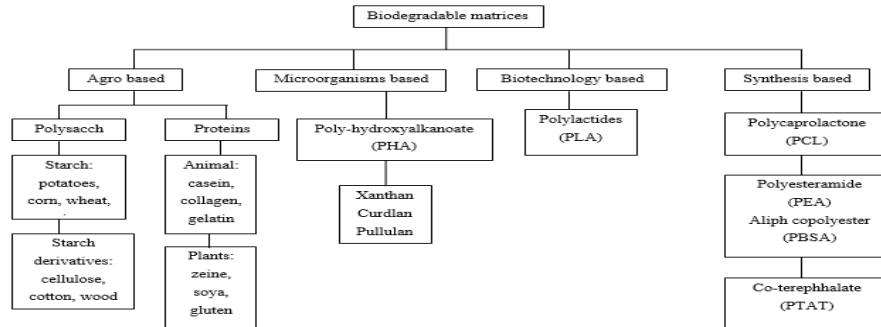 Biodegradable matrices
Agro based
Microorganisms based
Biotechnology based
Synthesis based
Polysacch
Proteins
Poly-hydroxyalkanoate
(PHA)
Polylactides
(PLA)
Polycaprolactone
(PCL)
Starch:
potatoes,
corn, wheat,
.
Animal:
casein,
collagen,
gelatin
Xanthan
Curdlan
Pullulan
Polyesteramide
(PEA)
Aliph copolyester
(PBSA)
Starch
derivatives:
cellulose,
cotton, wood
Plants:
zeine,
soya,
gluten
Co-terephhalate
(PTAT)